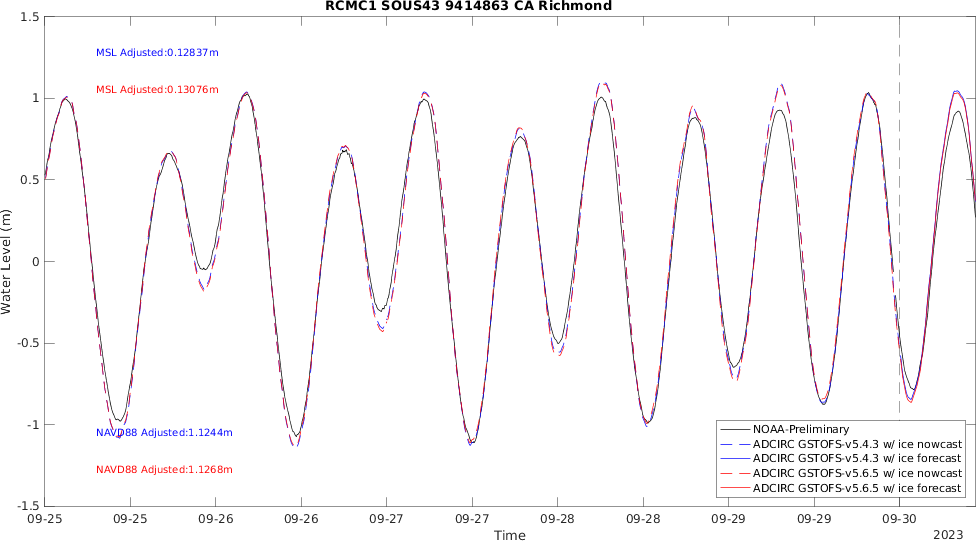 RCMC1 SOUS43 9414863 CA Richmond
1.5
MSL Adjusted:0.12837m
MSL Adjusted:0.13076m
1
0.5
0
-0.5
-1
-1.5
Water Level (m)
NAVD88 Adjusted:1.1244m
NAVD88 Adjusted:1.1268m
NOAA-Preliminary
ADCIRC GSTOFS-v5.4.3 w/ ice nowcast
ADCIRC GSTOFS-v5.4.3 w/ ice forecast
ADCIRC GSTOFS-v5.6.5 w/ ice nowcast
ADCIRC GSTOFS-v5.6.5 w/ ice forecast
09-25 09-25 09-26 09-26 09-27 09-27 09-28 09-28 09-29 09-29 09-30
Time
2023